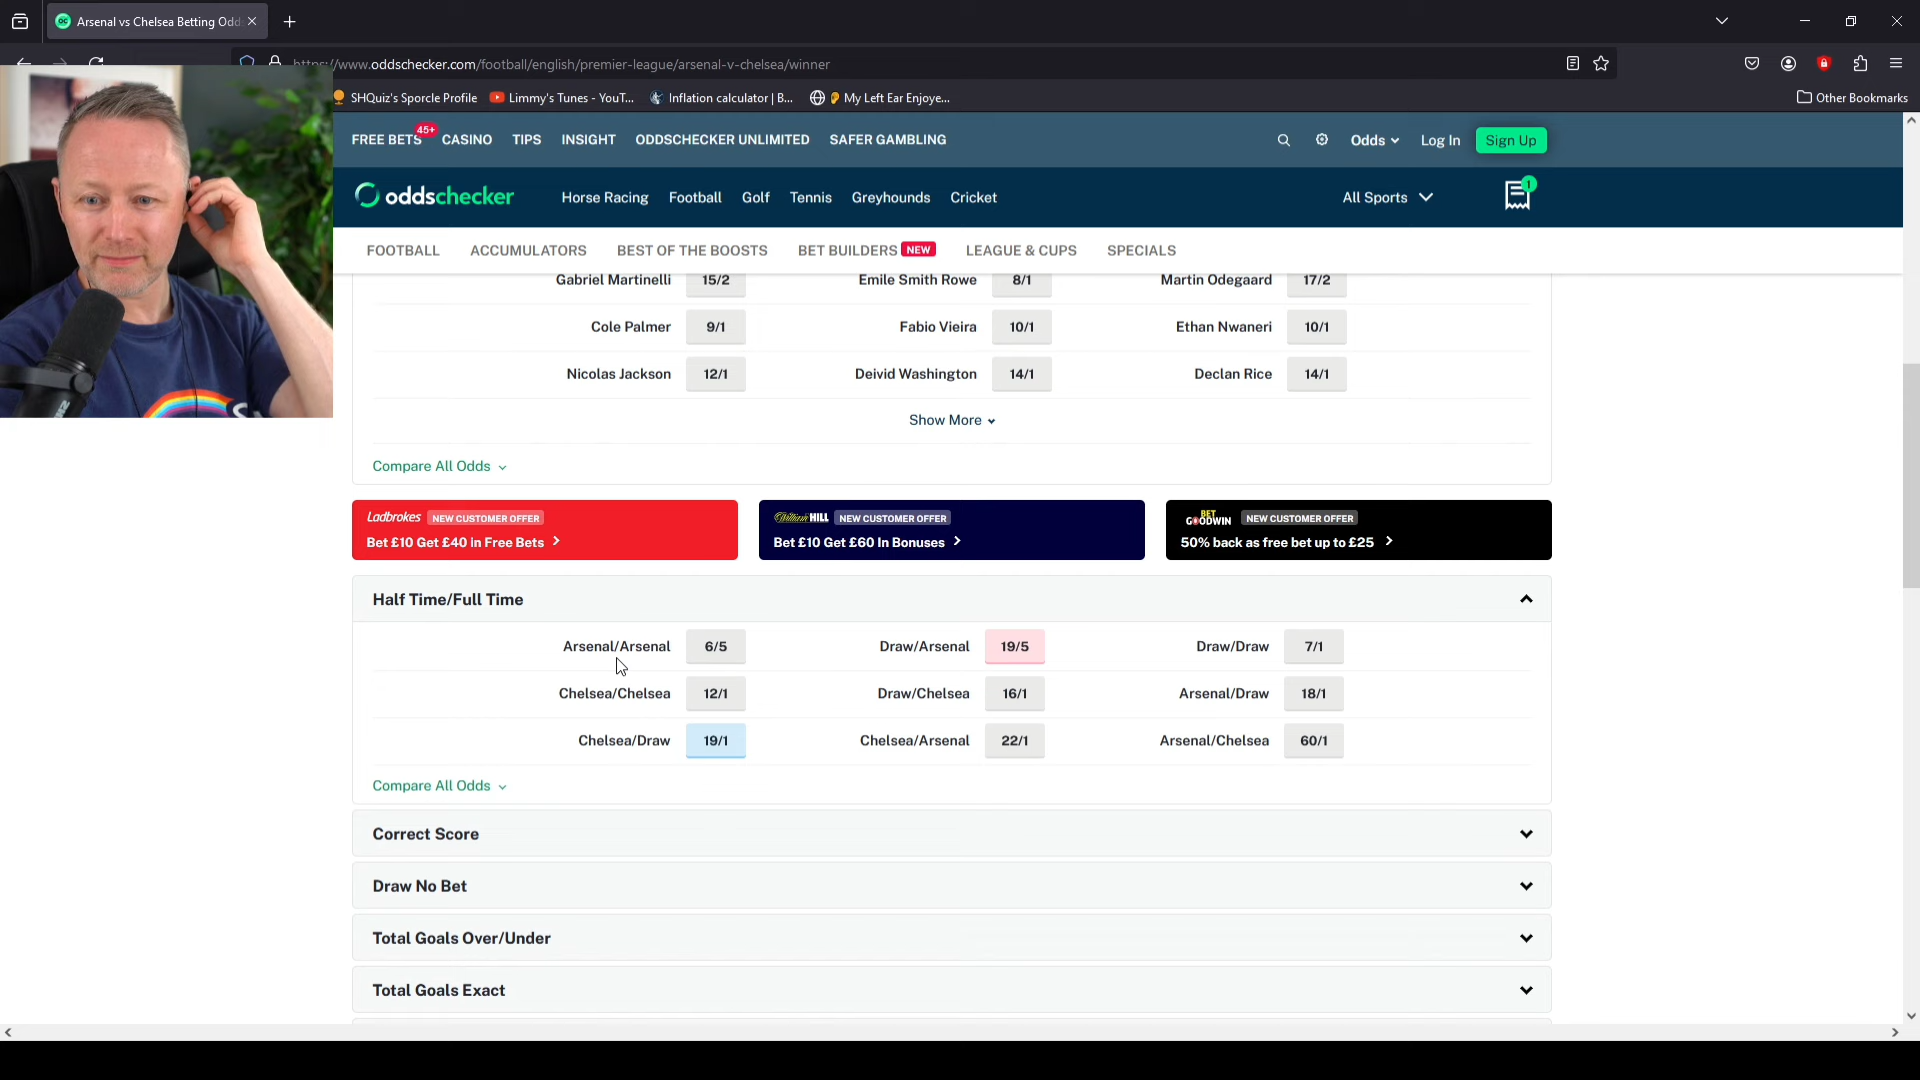 Arsenal vs Chelsea Betting Odd
https://www.oddschecker.com/football/english/premier-league/arsenal-v-chelsea/winner
SHQuiz's Sporcle Profile Limmy's Tunes - YouT... Inflation calculator | B... My Left Ear Enjoye... Other Bookmarks
FREE BETS 45+ CASINO TIPS INSIGHT ODDSCHECKER UNLIMITED SAFER GAMBLING Odds Log In Sign Up
oddschecker Horse Racing Football Golf Tennis Greyhounds Cricket All Sports 1
FOOTBALL ACCUMULATORS BEST OF THE BOOSTS BET BUILDERS NEW LEAGUE & CUPS SPECIALS
Gabriel Martinelli 15/2 Emile Smith Rowe 8/1 Martin Odegaard 17/2
Cole Palmer 9/1 Fabio Vieira 10/1 Ethan Nwaneri 10/1
Nicolas Jackson 12/1 Deivid Washington 14/1 Declan Rice 14/1
Show More
Compare All Odds
Ladbrokes NEW CUSTOMER OFFER
Bet £10 Get £40 In Free Bets
William HILL NEW CUSTOMER OFFER
Bet £10 Get £60 In Bonuses
BET GOODWIN NEW CUSTOMER OFFER
50% back as free bet up to £25
Half Time/Full Time
Arsenal/Arsenal 6/5 Draw/Arsenal 19/5 Draw/Draw 7/1
Chelsea/Chelsea 12/1 Draw/Chelsea 16/1 Arsenal/Draw 18/1
Chelsea/Draw 19/1 Chelsea/Arsenal 22/1 Arsenal/Chelsea 60/1
Compare All Odds
Correct Score
Draw No Bet
Total Goals Over/Under
Total Goals Exact